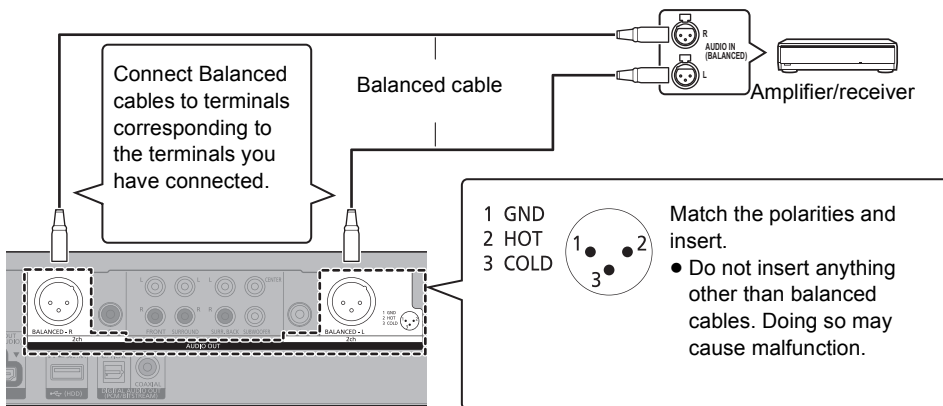 Connect Balanced
cables to terminals
corresponding to
the terminals you
have connected.
Balanced cable
R
AUDIO IN
(BALANCED)
L
Amplifier/receiver
1 GND
2 HOT
3 COLD
1
2
3
Match the polarities and
insert.
● Do not insert anything
other than balanced
cables. Doing so may
cause malfunction.
L
L
CENTER
R
R
FRONT
SURROUND
SURR.BACK
SUBWOOFER
BALANCED - R
2ch
BALANCED - L
2ch
1 GND
2 HOT
3 COLD
AUDIO OUT
(HDD)
COAXIAL
DIGITAL AUDIO OUT
(PCM/BITSTREAM)